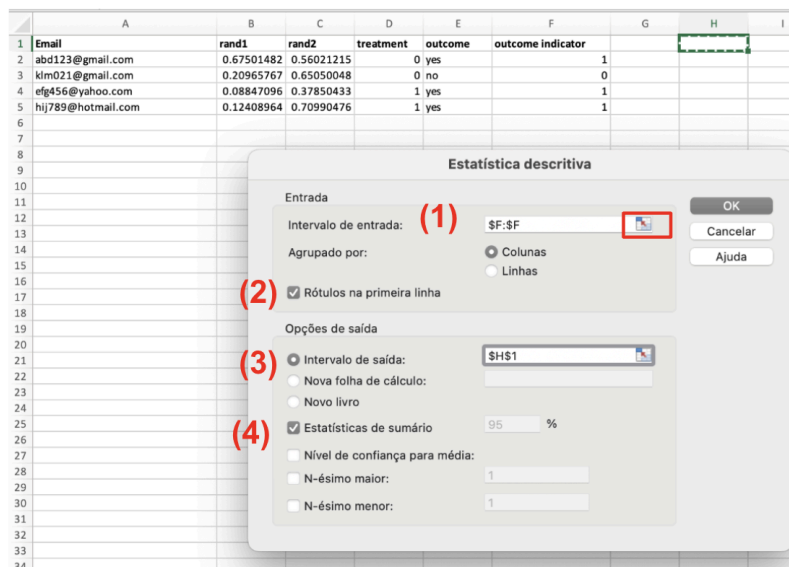 A B C D E F G H I
1 Email rand1 rand2 treatment outcome outcome indicator
2 abd123@gmail.com 0.67501482 0.56021215 0 yes 1
3 klm021@gmail.com 0.20965767 0.65050048 0 no 0
4 efg456@yahoo.com 0.08847096 0.37850433 1 yes 1
5 hij789@hotmail.com 0.12408964 0.70990476 1 yes 1
6
7
8
9
10
11
12
13
14
15
16
17
18
19
20
21
22
23
24
25
26
27
28
29
30
31
32
33
34
Estatística descritiva
Entrada
(1)
Intervalo de entrada: $F:$F
Agrupado por: Colunas
Linhas
(2)
Rótulos na primeira linha
OK
Cancelar
Ajuda
Opções de saída
(3)
Intervalo de saída: $H$1
Nova folha de cálculo:
Novo livro
(4)
Estatísticas de sumário 95 %
Nível de confiança para média:
N-ésimo maior: 1
N-ésimo menor: 1